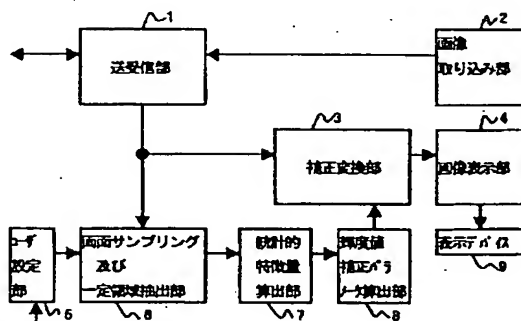 1
2
送受信部
画像
取り込み部
3
4
補正変換部
画像表示部
ユーザ
設定
部
画面サンプリング
及び
一定領域抽出部
統計的
特徴量
算出部
輝度値
補正パラ
メータ算出部
表示デバイス
5
6
7
8
9